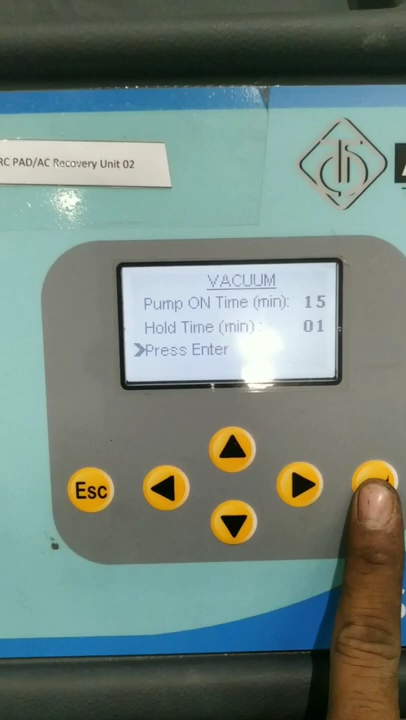 RC PAD/AC Recovery Unit 02
VACUUM
Pump ON Time (min): 15
Hold Time (min) : 01
Press Enter
Esc